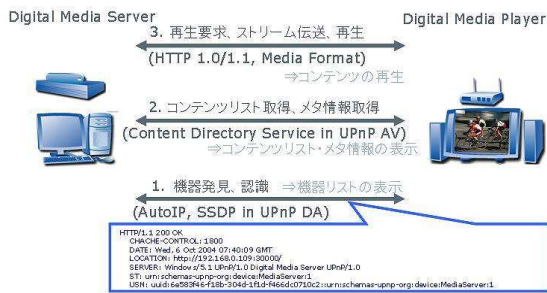 Digital Media Server
Digital Media Player
3. 再生要求、ストリーム伝送、再生
(HTTP 1.0/1.1, Media Format)
⇒コンテンツの再生
2. コンテンツリスト取得、メタ情報取得
(Content Directory Service in UPnP AV)
⇒コンテンツリスト・メタ情報の表示
1. 機器発見、認識 ⇒機器リストの表示
(AutoIP, SSDP in UPnP DA)
HTTP/1.1 200 OK
CHACHE-CONTROL: 1800
DATE: Wed, 6 Oct 2004 07:40:09 GMT
LOCATION: http://192.168.0.109:30000/
SERVER: Windows/5.1 UPnP/1.0 Digital Media Server UPnP/1.0
ST: urn:schemas-upnp-org:device:MediaServer:1
USN: uuid:6e583f46-f18b-304d-1f1d-f466dc0710c2::urn:schemas-upnp-org:device:MediaServer:1